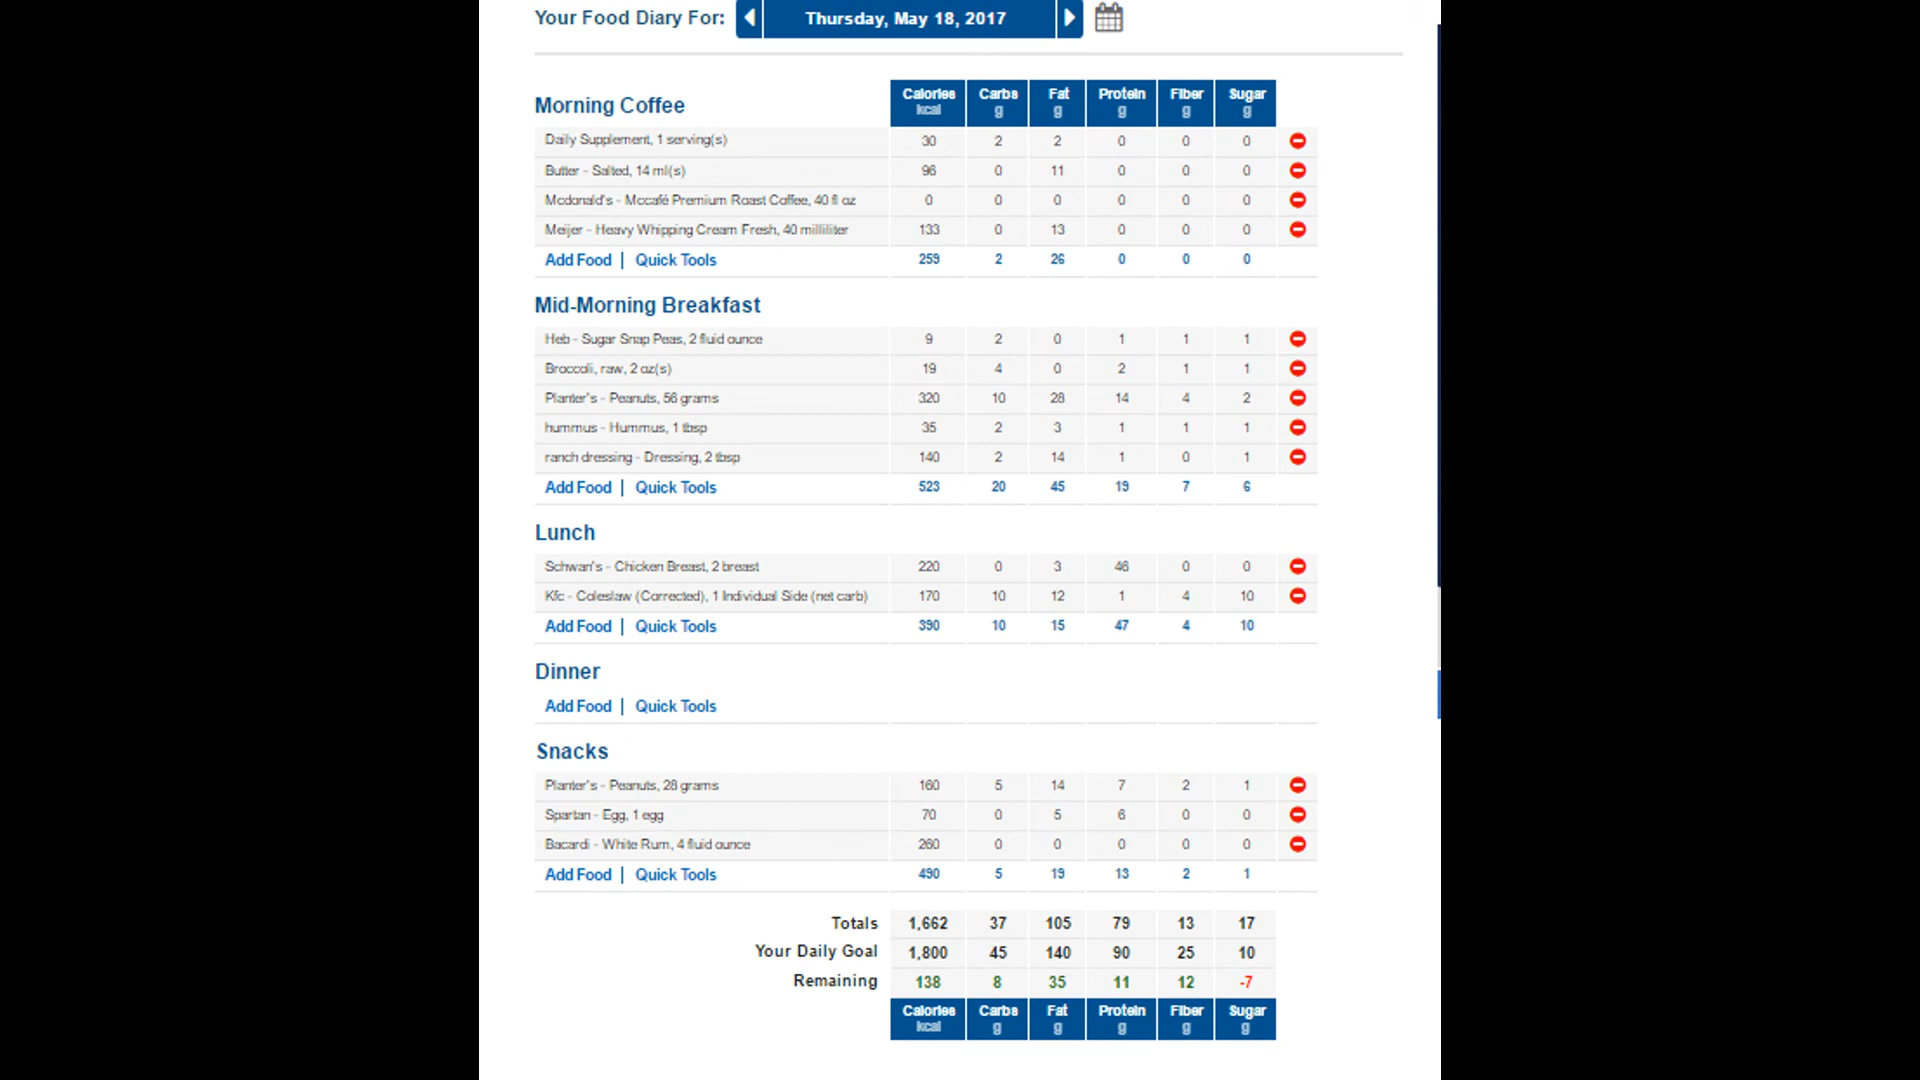 Your Food Diary For: Thursday, May 18, 2017
Morning Coffee Calories kcal Carbs g Fat g Protein g Fiber g Sugar g
Daily Supplement, 1 serving(s) 30 2 2 0 0 0
Butter - Salted, 14 ml(s) 96 0 11 0 0 0
Mcdonald's - Mccafé Premium Roast Coffee, 40 fl oz 0 0 0 0 0 0
Meijer - Heavy Whipping Cream Fresh, 40 milliliter 133 0 13 0 0 0
Add Food | Quick Tools 259 2 26 0 0 0
Mid-Morning Breakfast
Heb - Sugar Snap Peas, 2 fluid ounce 9 2 0 1 1 1
Broccoli, raw, 2 oz(s) 19 4 0 2 1 1
Planter's - Peanuts, 56 grams 320 10 28 14 4 2
hummus - Hummus, 1 tbsp 35 2 3 1 1 1
ranch dressing - Dressing, 2 tbsp 140 2 14 1 0 1
Add Food | Quick Tools 523 20 45 19 7 6
Lunch
Schwan's - Chicken Breast, 2 breast 220 0 3 46 0 0
Kfc - Coleslaw (Corrected), 1 Individual Side (net carb) 170 10 12 1 4 10
Add Food | Quick Tools 390 10 15 47 4 10
Dinner
Add Food | Quick Tools
Snacks
Planter's - Peanuts, 28 grams 160 5 14 7 2 1
Spartan - Egg, 1 egg 70 0 5 6 0 0
Bacardi - White Rum, 4 fluid ounce 260 0 0 0 0 0
Add Food | Quick Tools 490 5 19 13 2 1
Totals 1,662 37 105 79 13 17
Your Daily Goal 1,800 45 140 90 25 10
Remaining 138 8 35 11 12 -7
Calories kcal Carbs g Fat g Protein g Fiber g Sugar g